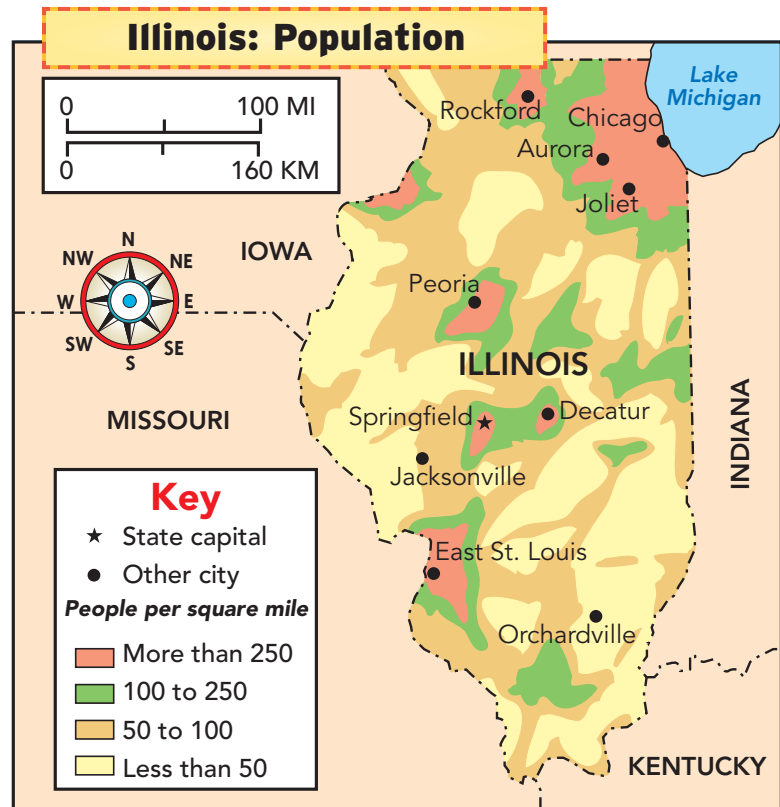 Illinois: Population
0 100 MI
0 160 KM
Lake
Michigan
Rockford
Chicago
Aurora
Joliet
N
NW NE
W E
SW SE
S
IOWA
Peoria
ILLINOIS
MISSOURI
Springfield
Decatur
INDIANA
Jacksonville
East St. Louis
Orchardville
KENTUCKY
Key
State capital
Other city
People per square mile
More than 250
100 to 250
50 to 100
Less than 50